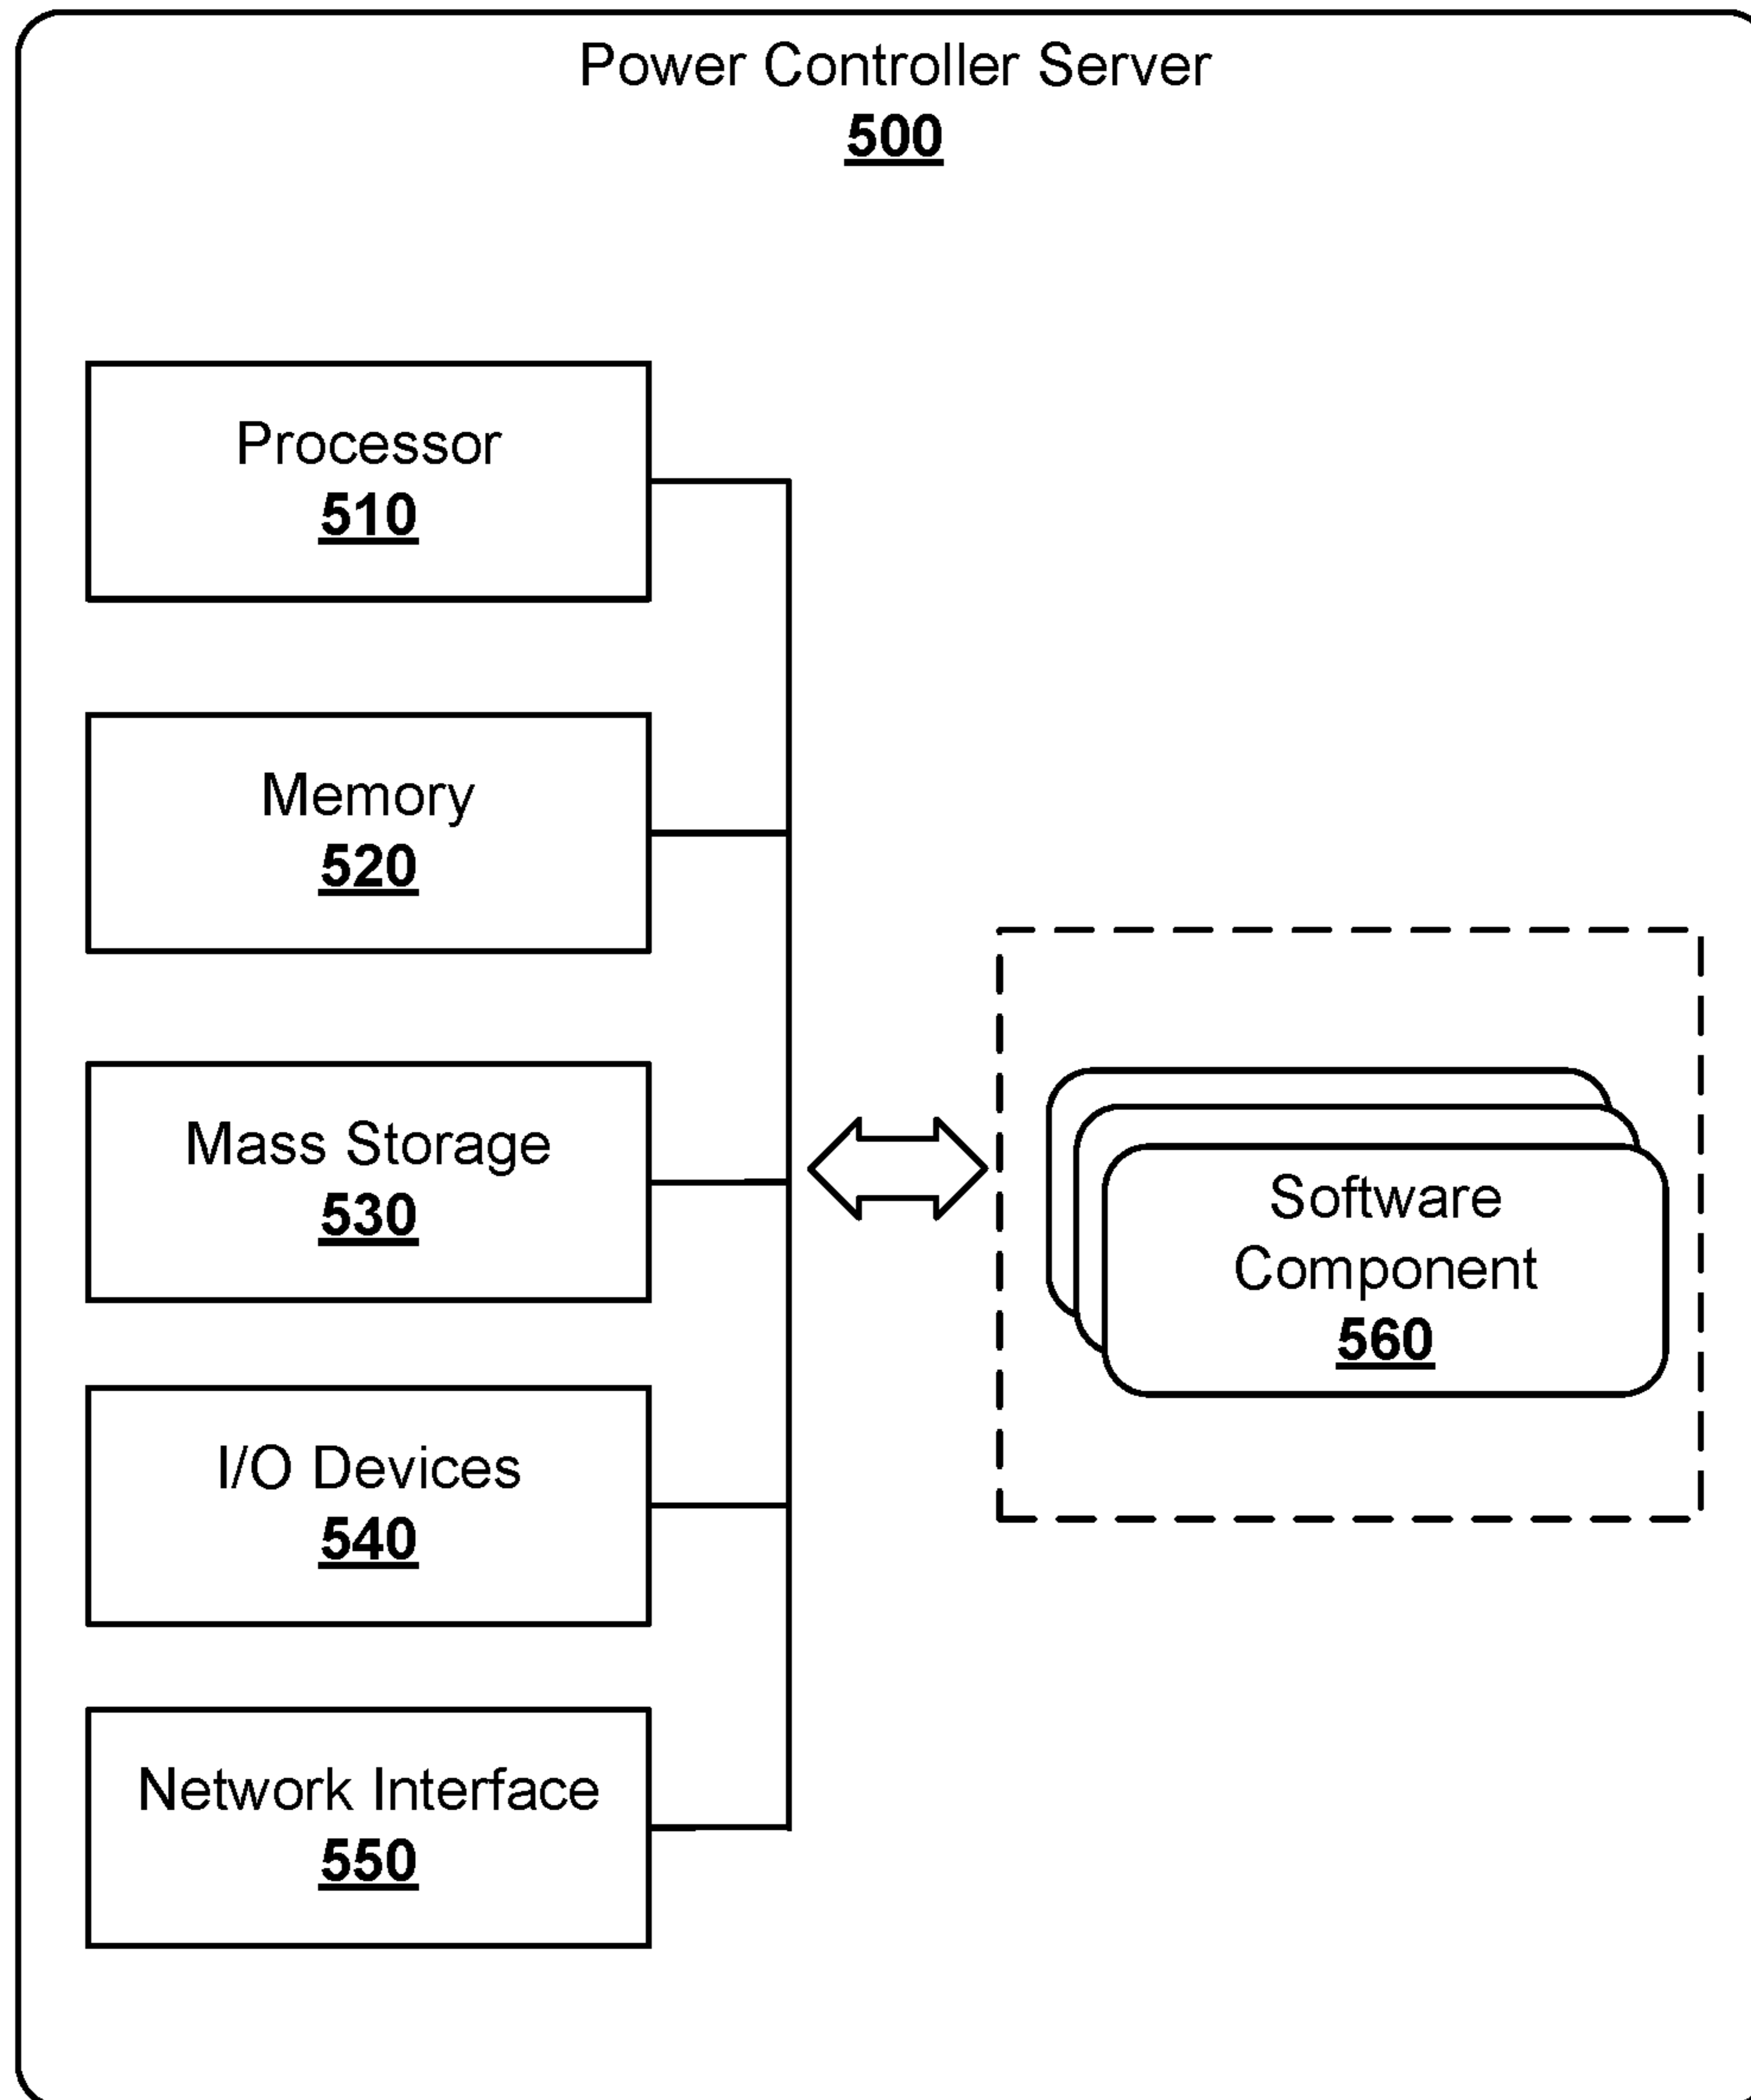 Power Controller Server
500
Processor
510
Memory
520
Mass Storage
530
I/O Devices
540
Network Interface
550
Software
Component
560